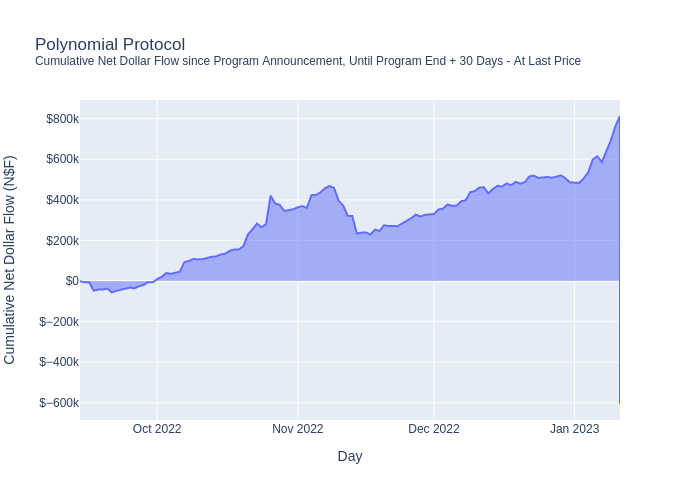 Polynomial Protocol
Cumulative Net Dollar Flow since Program Announcement, Until Program End + 30 Days - At Last Price
Cumulative Net Dollar Flow (N$F)
$800k
$600k
$400k
$200k
$0
$−200k
$−400k
$−600k
Oct 2022
Nov 2022
Dec 2022
Jan 2023
Day